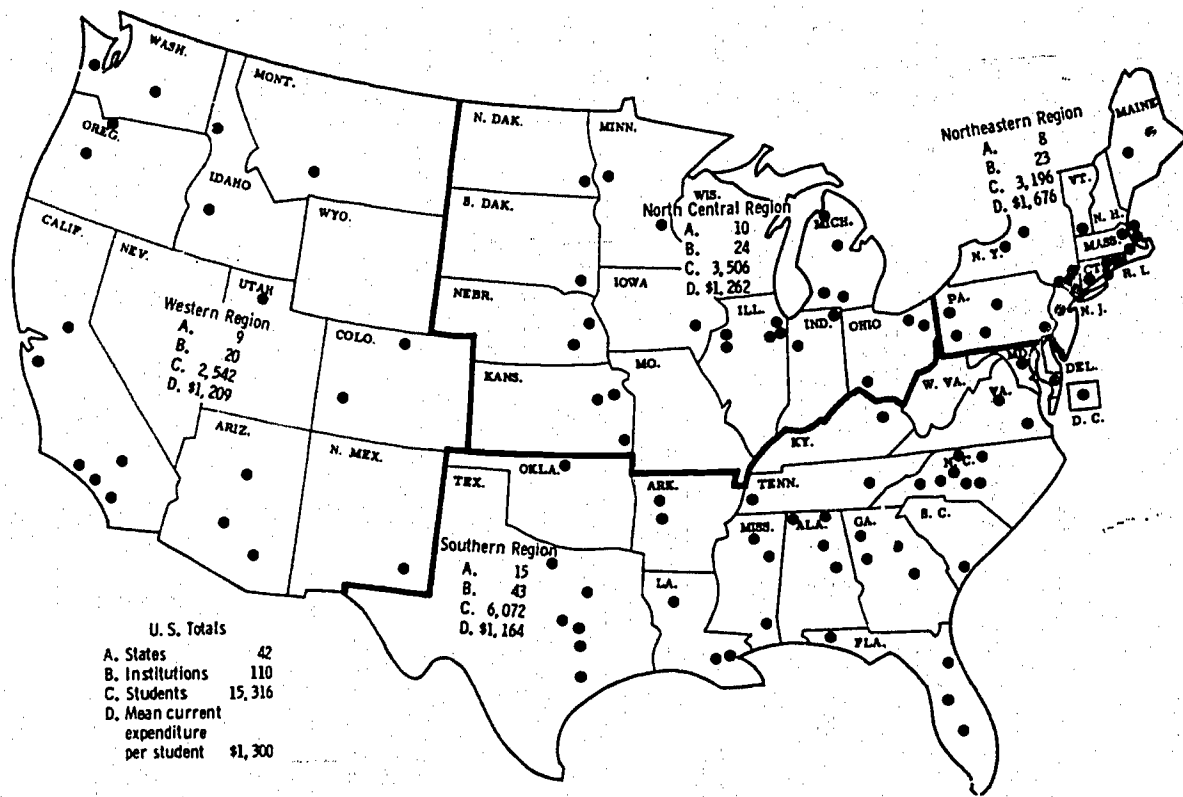 WASH.
MONT.
N. DAK.
MINN.
OREG.
IDAHO
WYO.
S. DAK.
WIS.
MICH.
MAINE
Northeastern Region
A. 8
B. 23
C. 3,196
D. $1,676
VT.
N. H.
MASS.
CT.
R. I.
N. Y.
N. J.
PA.
North Central Region
A. 10
B. 24
C. 3,506
D. $1,262
CALIF.
NEV.
UTAH
Western Region
A. 9
B. 20
C. 2,542
D. $1,209
COLO.
NEBR.
IOWA
ILL.
IND.
OHIO
KANS.
MO.
W. VA.
VA.
MD.
DEL.
D. C.
KY.
ARIZ.
N. MEX.
TEX.
OKLA.
ARK.
TENN.
N. C.
S. C.
MISS.
ALA.
GA.
LA.
FLA.
Southern Region
A. 15
B. 43
C. 6,072
D. $1,164
U. S. Totals
A. States 42
B. Institutions 110
C. Students 15,316
D. Mean current
expenditure
per student $1,300